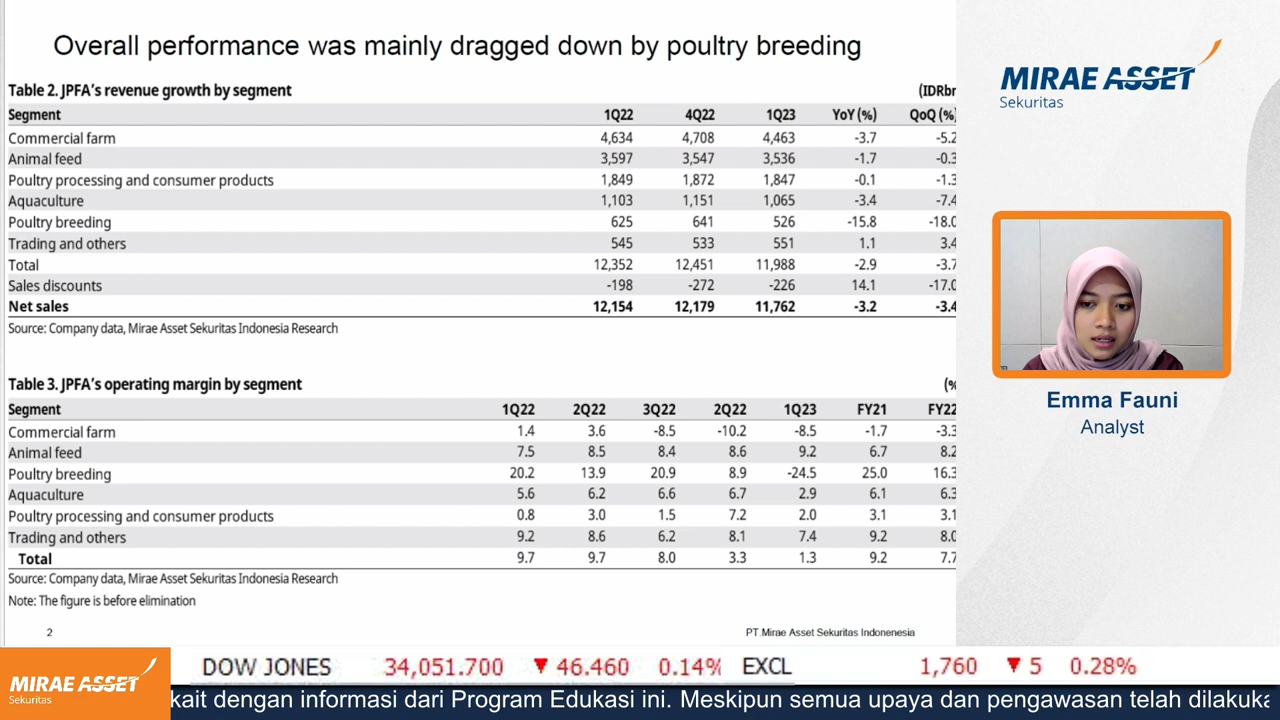 Overall performance was mainly dragged down by poultry breeding
Table 2. JPFA's revenue growth by segment (IDRbn
Segment 1Q22 4Q22 1Q23 YoY (%) QoQ (%)
Commercial farm 4,634 4,708 4,463 -3.7 -5.2
Animal feed 3,597 3,547 3,536 -1.7 -0.3
Poultry processing and consumer products 1,849 1,872 1,847 -0.1 -1.3
Aquaculture 1,103 1,151 1,065 -3.4 -7.4
Poultry breeding 625 641 526 -15.8 -18.0
Trading and others 545 533 551 1.1 3.4
Total 12,352 12,451 11,988 -2.9 -3.7
Sales discounts -198 -272 -226 14.1 -17.0
Net sales 12,154 12,179 11,762 -3.2 -3.4
Source: Company data, Mirae Asset Sekuritas Indonesia Research
Table 3. JPFA's operating margin by segment (%
Segment 1Q22 2Q22 3Q22 2Q22 1Q23 FY21 FY22
Commercial farm 1.4 3.6 -8.5 -10.2 -8.5 -1.7 -3.3
Animal feed 7.5 8.5 8.4 8.6 9.2 6.7 8.2
Poultry breeding 20.2 13.9 20.9 8.9 -24.5 25.0 16.3
Aquaculture 5.6 6.2 6.6 6.7 2.9 6.1 6.3
Poultry processing and consumer products 0.8 3.0 1.5 7.2 2.0 3.1 3.1
Trading and others 9.2 8.6 6.2 8.1 7.4 9.2 8.0
Total 9.7 9.7 8.0 3.3 1.3 9.2 7.7
Source: Company data, Mirae Asset Sekuritas Indonesia Research
Note: The figure is before elimination
2 PT.Mirae Asset Sekuritas Indonenesia
MIRAE ASSET
Sekuritas
Emma Fauni
Analyst
DOW JONES 34,051.700 ▼ 46.460 0.14% EXCL 1,760 ▼ 5 0.28%
MIRAE ASSET
Sekuritas
kait dengan informasi dari Program Edukasi ini. Meskipun semua upaya dan pengawasan telah dilakuka